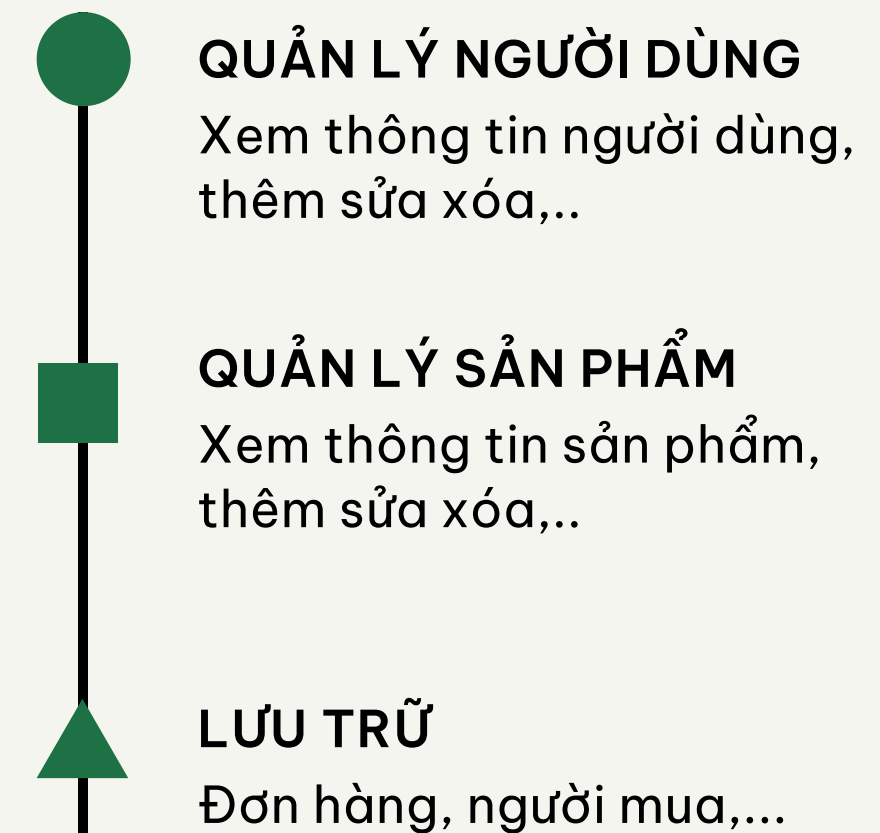 QUẢN LÝ NGƯỜI DÙNG
Xem thông tin người dùng,
thêm sửa xóa,..
QUẢN LÝ SẢN PHẨM
Xem thông tin sản phẩm,
thêm sửa xóa,..
LƯU TRỮ
Đơn hàng, người mua,...